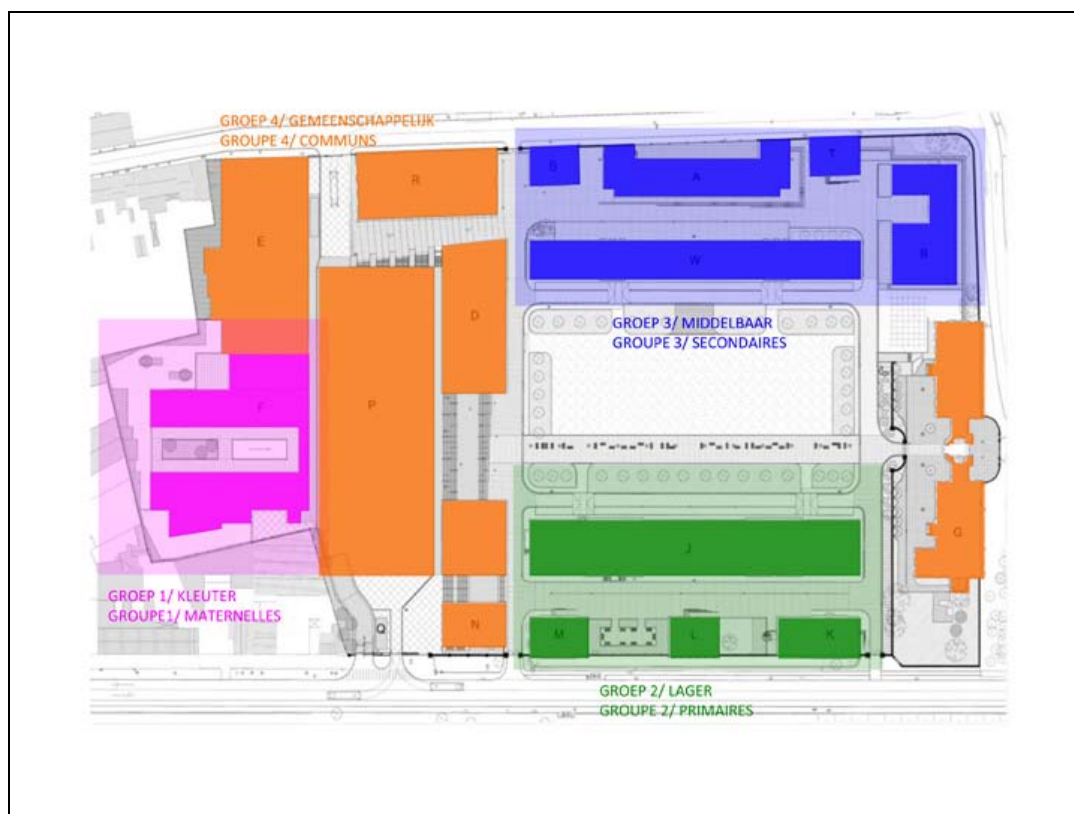 GROEP 4/ GEMEENSCHAPPELIJK
GROUPE 4/ COMMUNS
R
S
A
T
E
W
B
D
GROEP 3/ MIDDELBAAR
GROUPE 3/ SECONDAIRES
F
P
J
G
GROEP 1/ KLEUTER
GROUPE1/ MATERNELLES
Q
N
M
L
K
GROEP 2/ LAGER
GROUPE 2/ PRIMAIRES